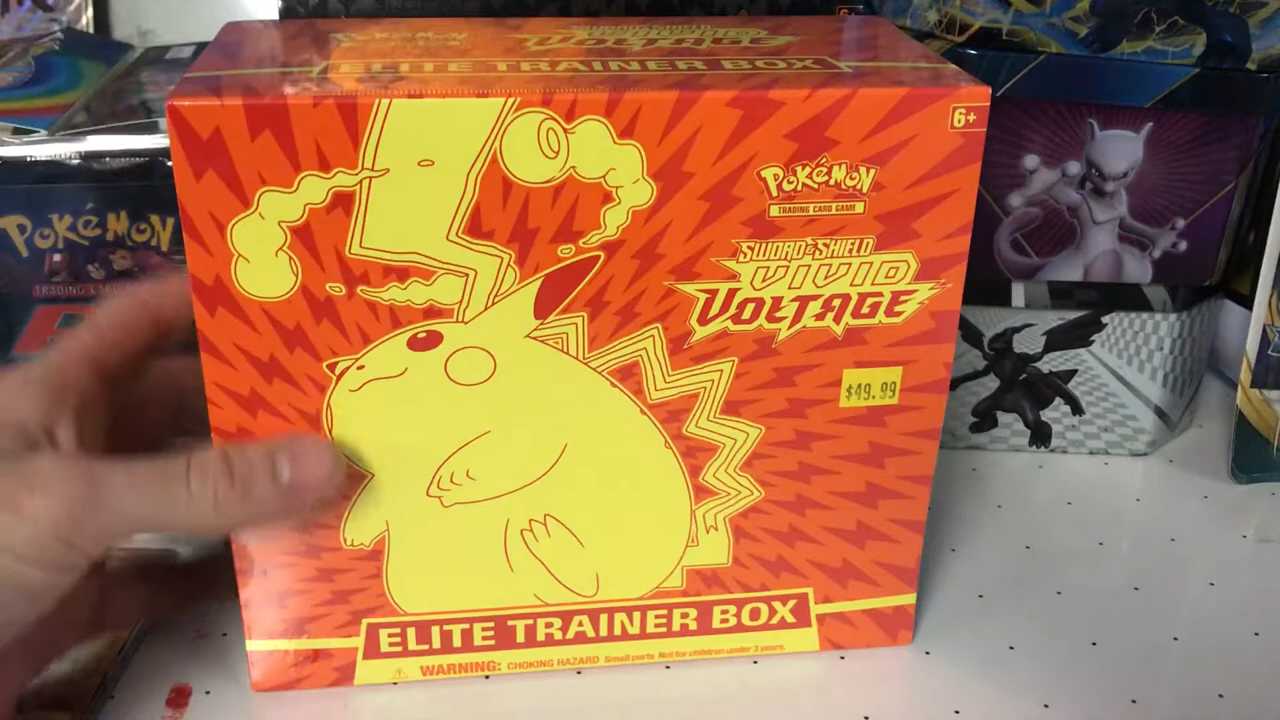 VOLTAGE
ELITE TRAINER BOX
6+
POKéMON
TRADING CARD GAME
SWORD & SHIELD
VIVID
VOLTAGE
$49.99
POKéMON
ELITE TRAINER BOX
WARNING: CHOKING HAZARD Small parts Not for children under 3 years.